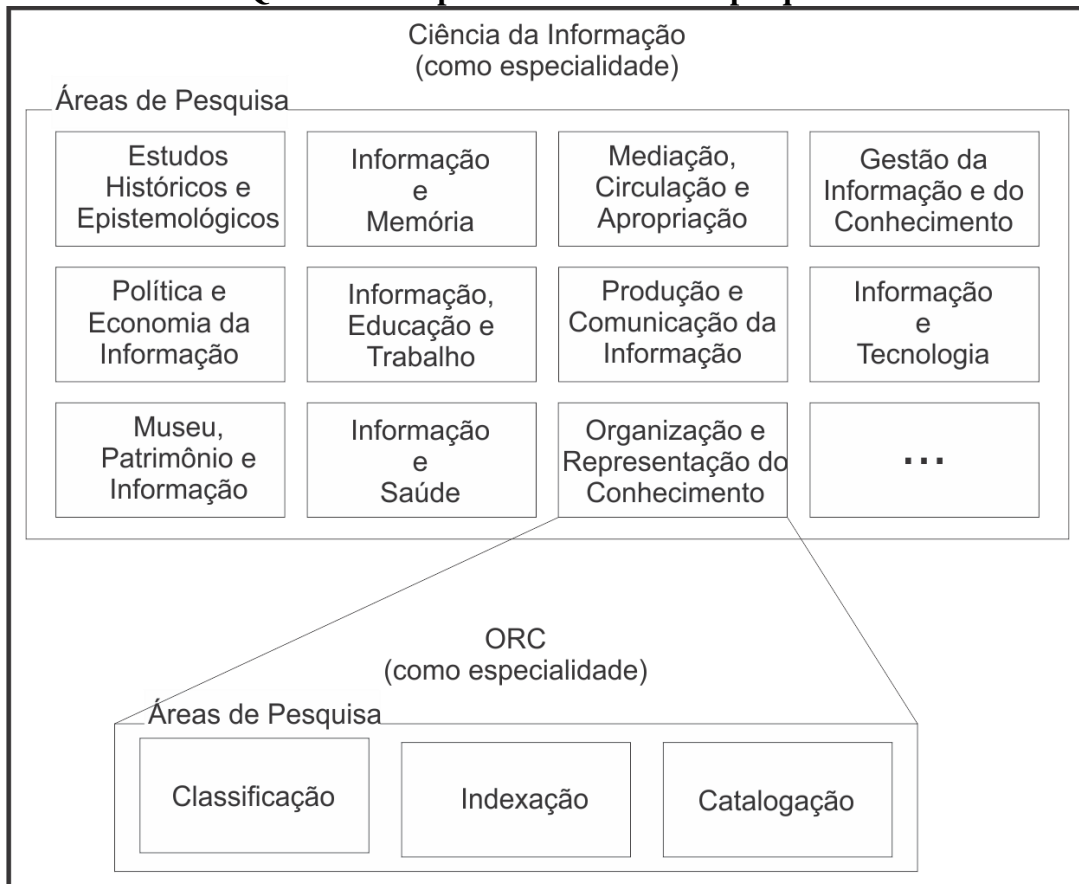 Ciência da Informação
(como especialidade)
Áreas de Pesquisa
Estudos
Históricos e
Epistemológicos
Informação
e
Memória
Mediação,
Circulação e
Apropriação
Gestão da
Informação e do
Conhecimento
Política e
Economia da
Informação
Informação,
Educação e
Trabalho
Produção e
Comunicação da
Informação
Informação
e
Tecnologia
Museu,
Patrimônio e
Informação
Informação
e
Saúde
Organização e
Representação do
Conhecimento
...
ORC
(como especialidade)
Áreas de Pesquisa
Classificação
Indexação
Catalogação